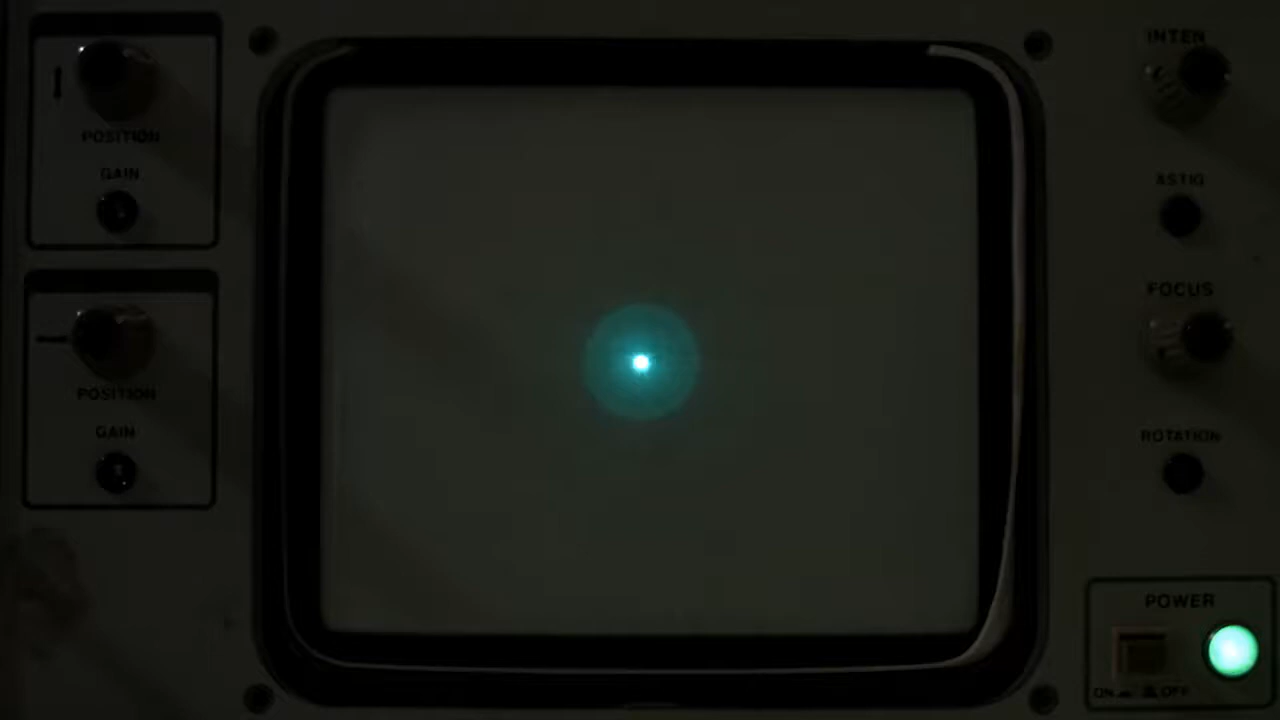 POSITION
GAIN
POSITION
GAIN
INTEN
ASTIG
FOCUS
ROTATION
POWER
ON OFF